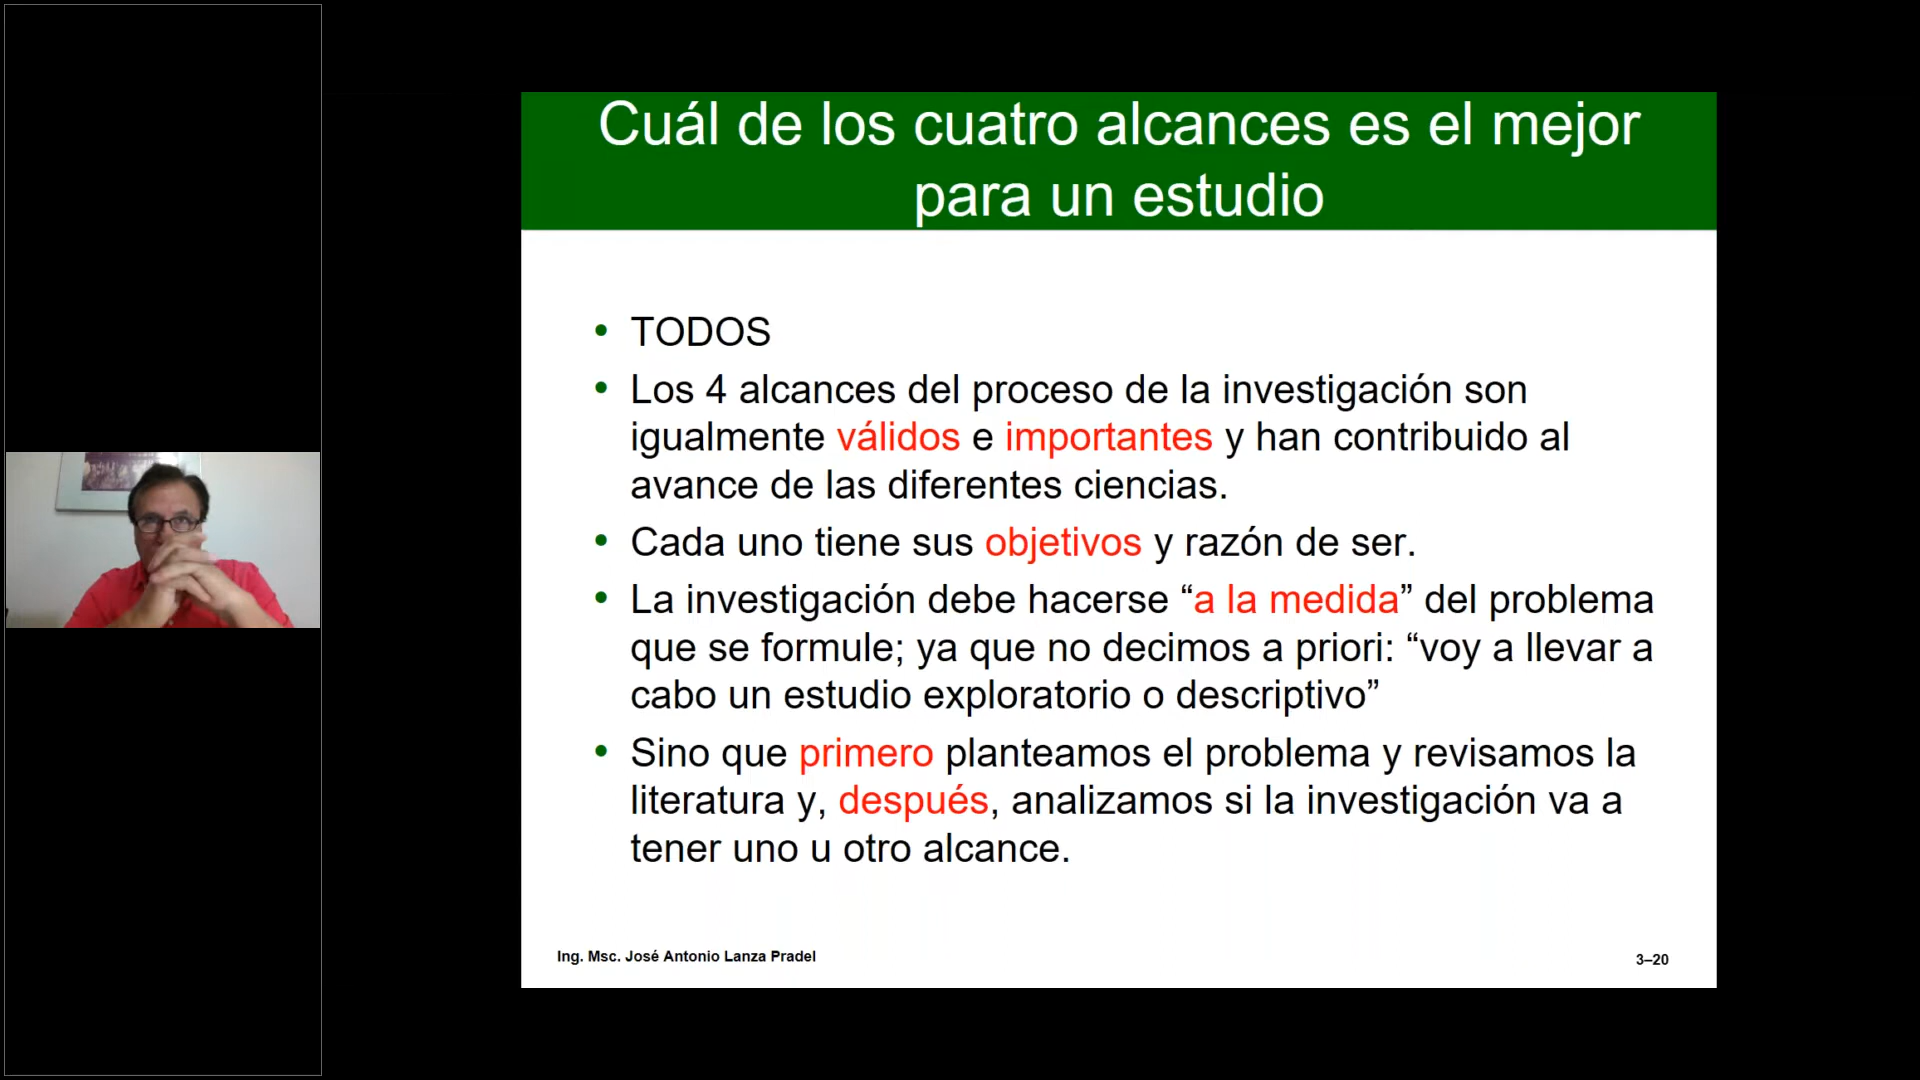 Cuál de los cuatro alcances es el mejor
para un estudio
• TODOS
• Los 4 alcances del proceso de la investigación son
igualmente válidos e importantes y han contribuido al
avance de las diferentes ciencias.
• Cada uno tiene sus objetivos y razón de ser.
• La investigación debe hacerse “a la medida” del problema
que se formule; ya que no decimos a priori: “voy a llevar a
cabo un estudio exploratorio o descriptivo”
• Sino que primero planteamos el problema y revisamos la
literatura y, después, analizamos si la investigación va a
tener uno u otro alcance.
Ing. Msc. José Antonio Lanza Pradel
3–20